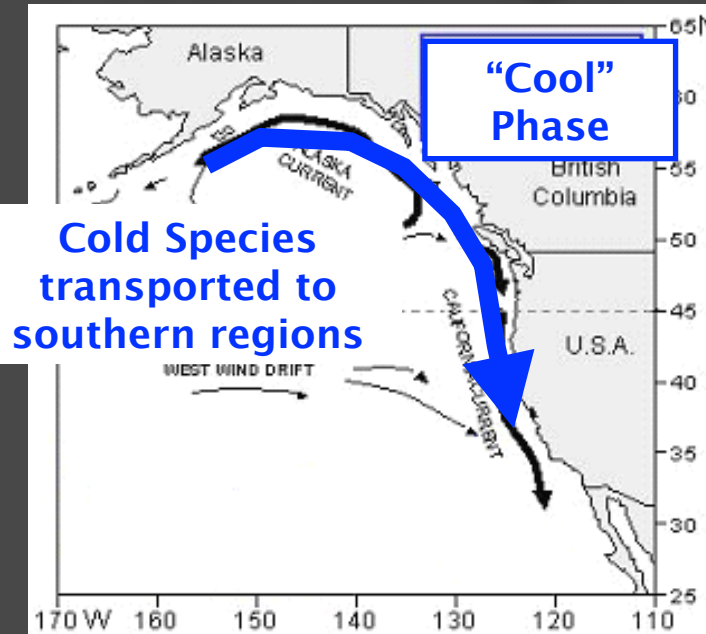 65N
Alaska
“Cool”
Phase
60
ALASKA
CURRENT
British
Columbia
55
Cold Species
transported to
southern regions
50
45
CALIFORNIA CURRENT
U.S.A.
WEST WIND DRIFT
40
35
30
25
170 W 160 150 140 130 120 110